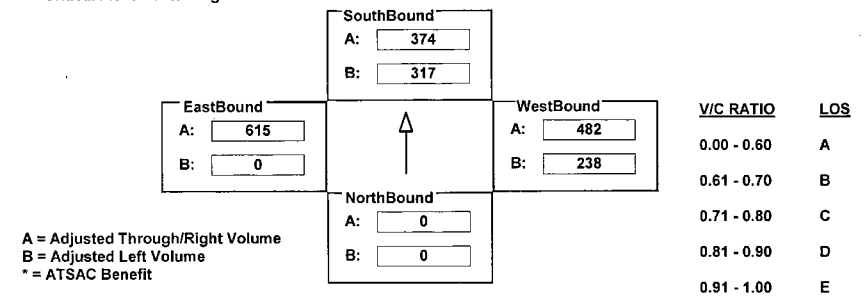 SouthBound
A: 374
B: 317
EastBound
A: 615
B: 0
WestBound
A: 482
B: 238
NorthBound
A: 0
B: 0
A = Adjusted Through/Right Volume
B = Adjusted Left Volume
* = ATSAC Benefit
V/C RATIO LOS
0.00 - 0.60 A
0.61 - 0.70 B
0.71 - 0.80 C
0.81 - 0.90 D
0.91 - 1.00 E